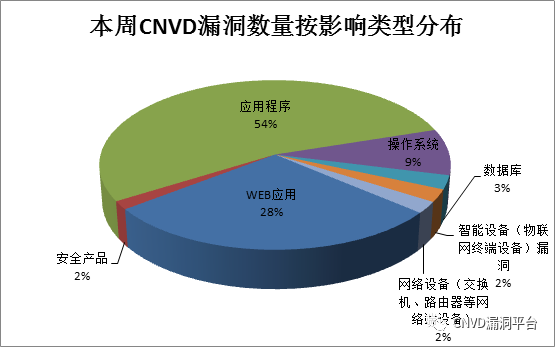 本周CNVD漏洞数量按影响类型分布
应用程序
54%
操作系统
9%
数据库
3%
智能设备（物联
网终端设备）漏
洞
2%
网络设备（交换
机、路由器等网
络端设备）
2%
WEB应用
28%
安全产品
2%
CNVD漏洞平台